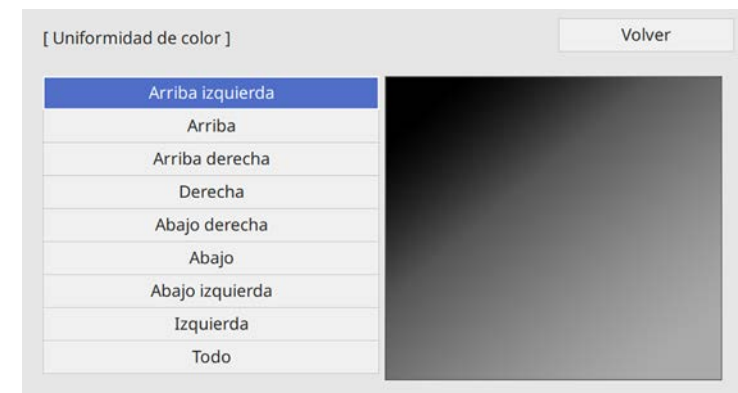 [ Uniformidad de color ]
Volver
Arriba izquierda
Arriba
Arriba derecha
Derecha
Abajo derecha
Abajo
Abajo izquierda
Izquierda
Todo